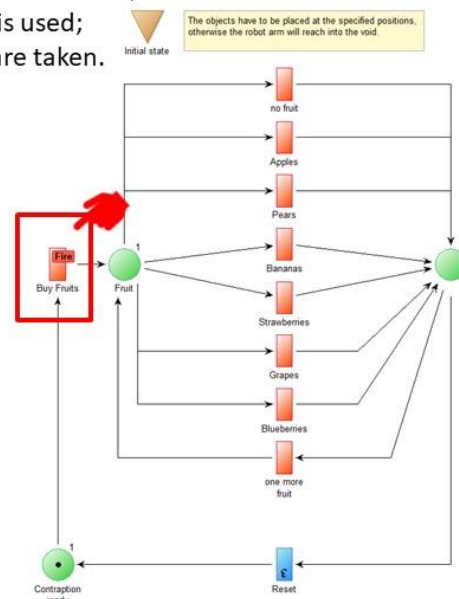 is used;
are taken.
Initial state
The objects have to be placed at the specified positions,
otherwise the robot arm will reach into the void.
no fruit
Apples
Pears
Fire
Buy Fruits
1
Fruit
Bananas
Strawberries
Grapes
Blueberries
one more
fruit
1
Contraption
ready
ε
Reset